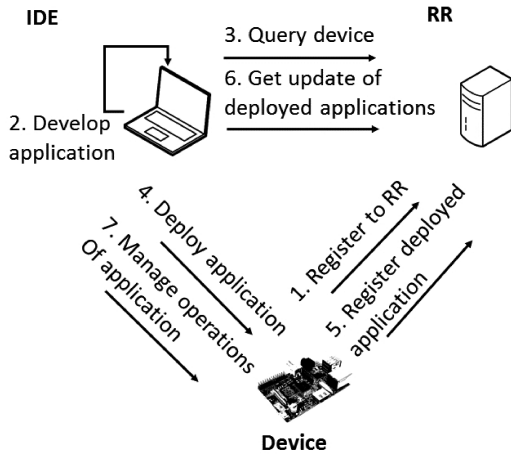 IDE
RR
3. Query device
6. Get update of
deployed applications
2. Develop
application
4. Deploy application
7. Manage operations
Of application
1. Register to RR
5. Register deployed
application
Device